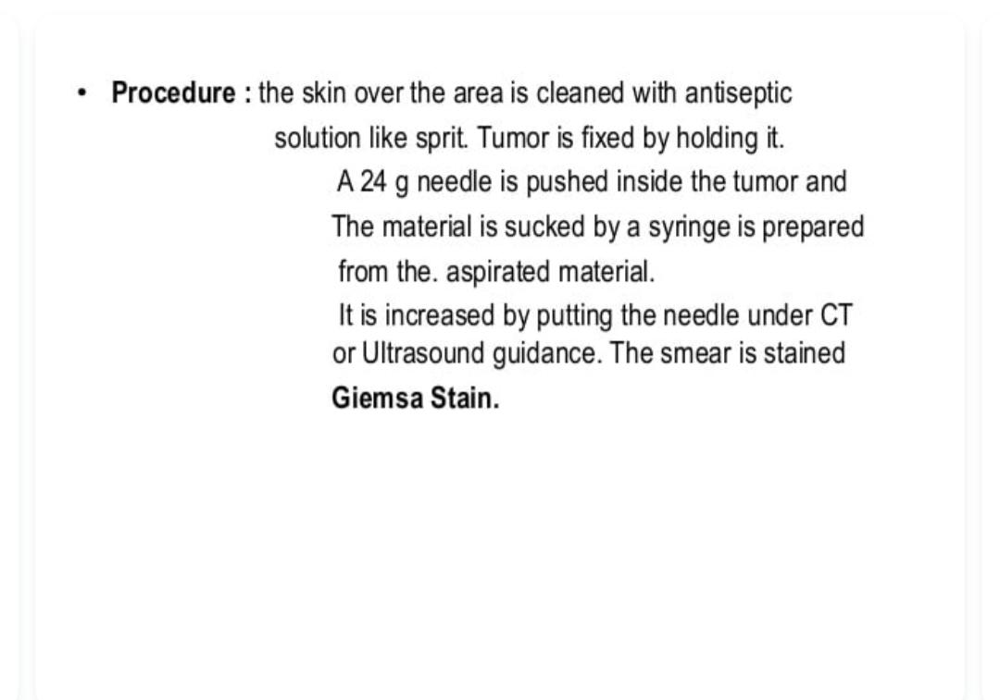 • Procedure : the skin over the area is cleaned with antiseptic
solution like sprit. Tumor is fixed by holding it.
A 24 g needle is pushed inside the tumor and
The material is sucked by a syringe is prepared
from the. aspirated material.
It is increased by putting the needle under CT
or Ultrasound guidance. The smear is stained
Giemsa Stain.